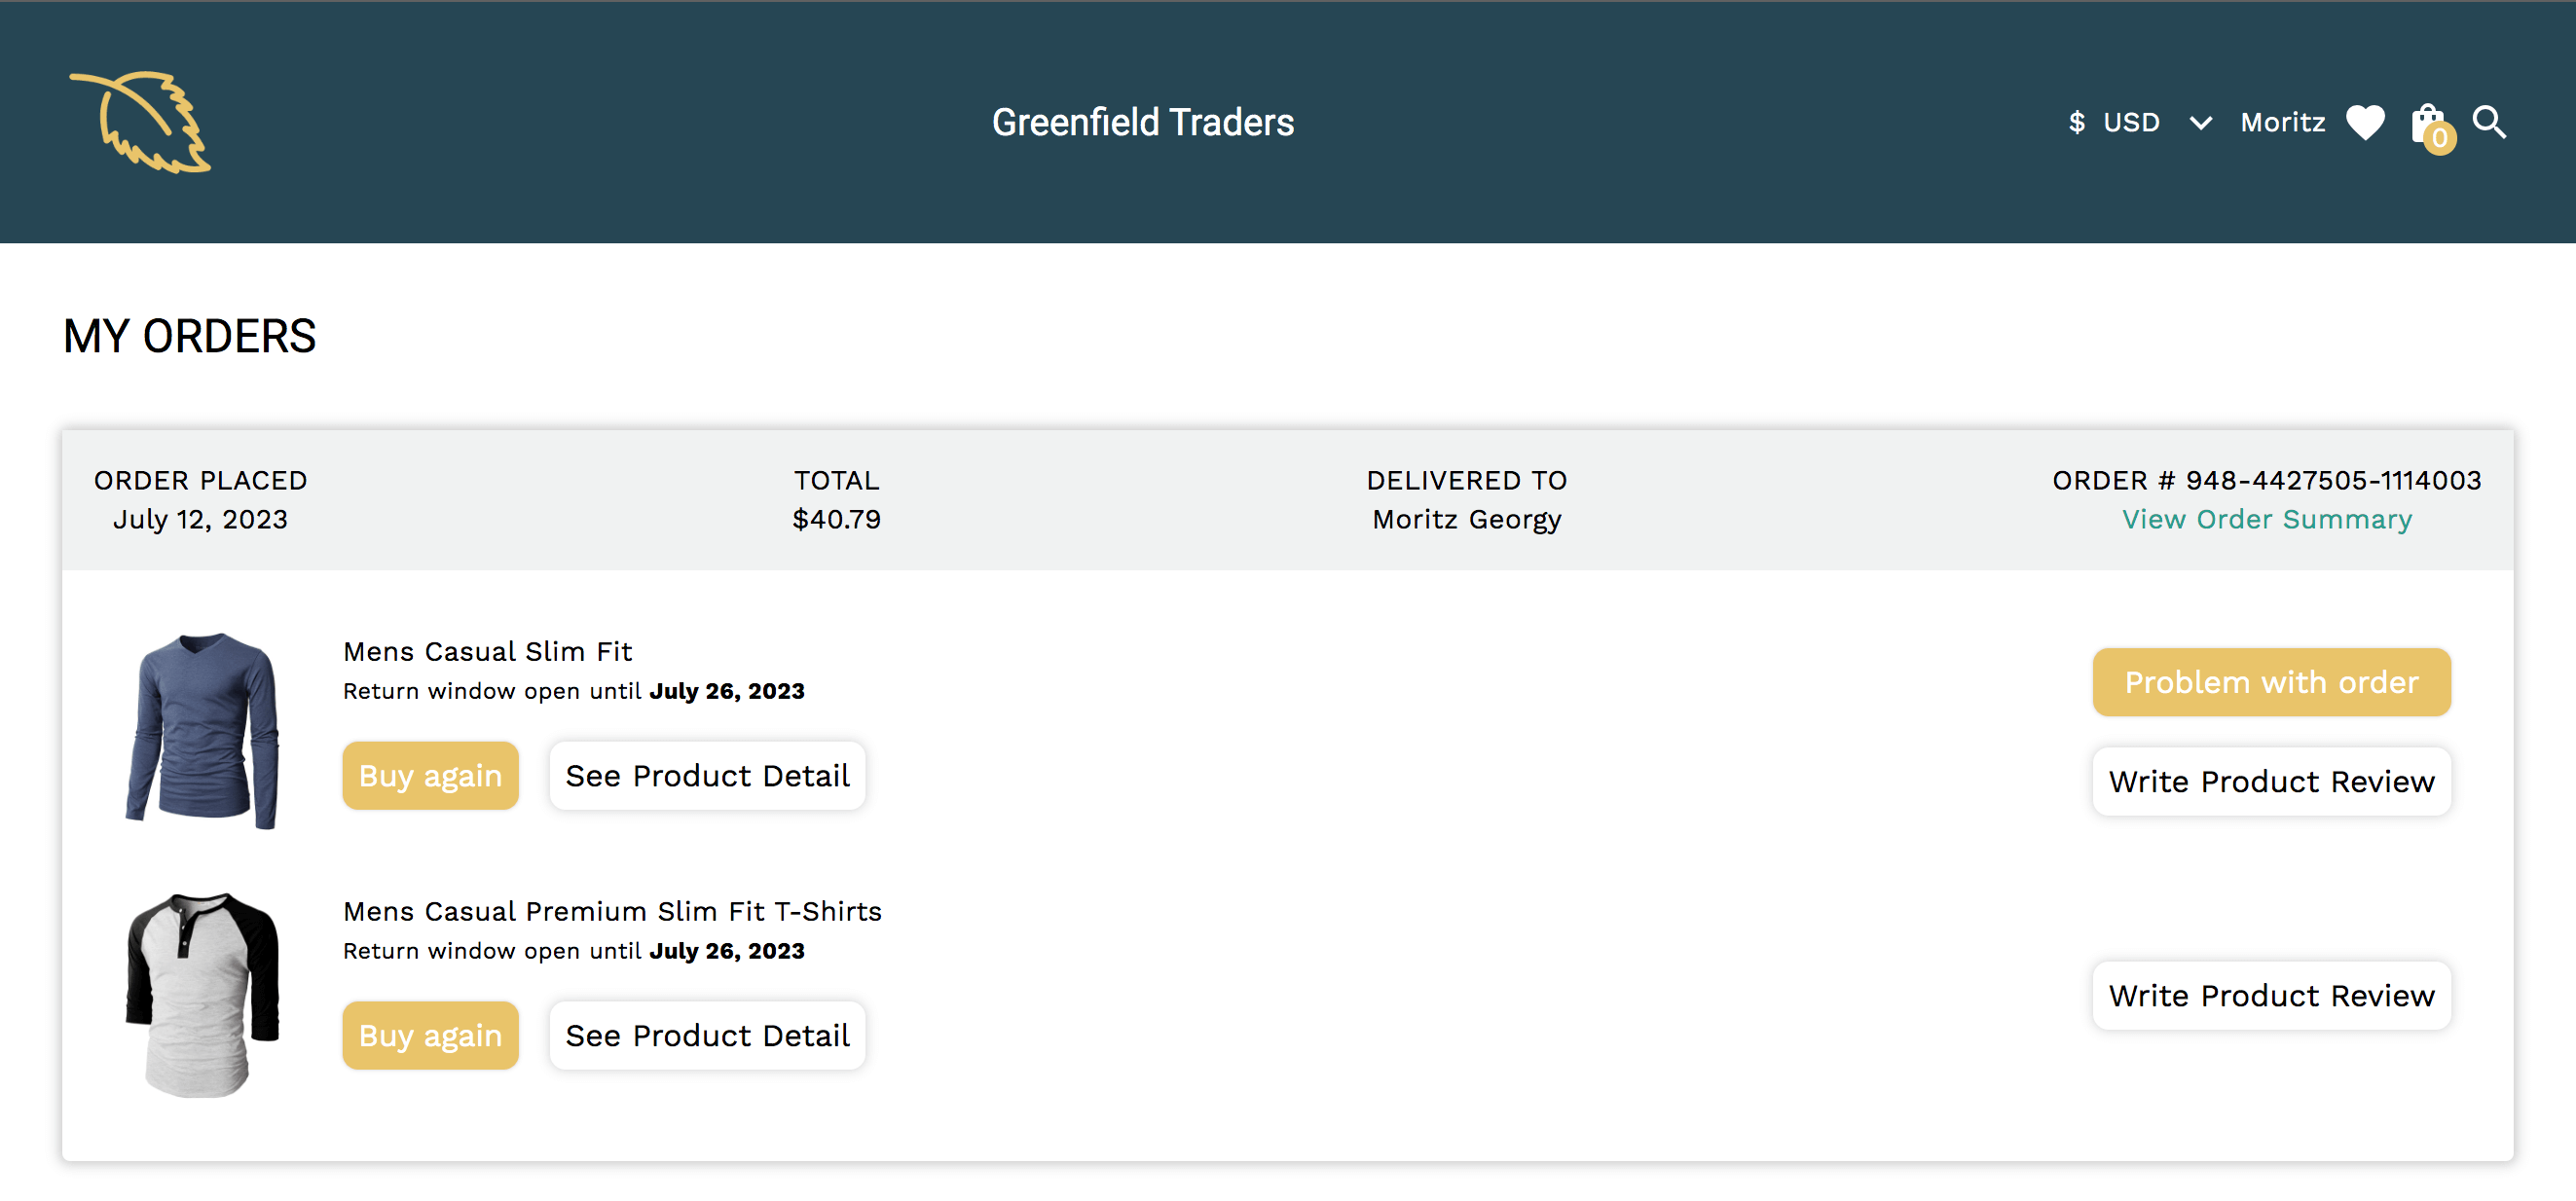 Greenfield Traders
$ USD Moritz 0
MY ORDERS
ORDER PLACED
July 12, 2023
TOTAL
$40.79
DELIVERED TO
Moritz Georgy
ORDER # 948-4427505-1114003
View Order Summary
Mens Casual Slim Fit
Return window open until July 26, 2023
Buy again
See Product Detail
Problem with order
Write Product Review
Mens Casual Premium Slim Fit T-Shirts
Return window open until July 26, 2023
Buy again
See Product Detail
Write Product Review